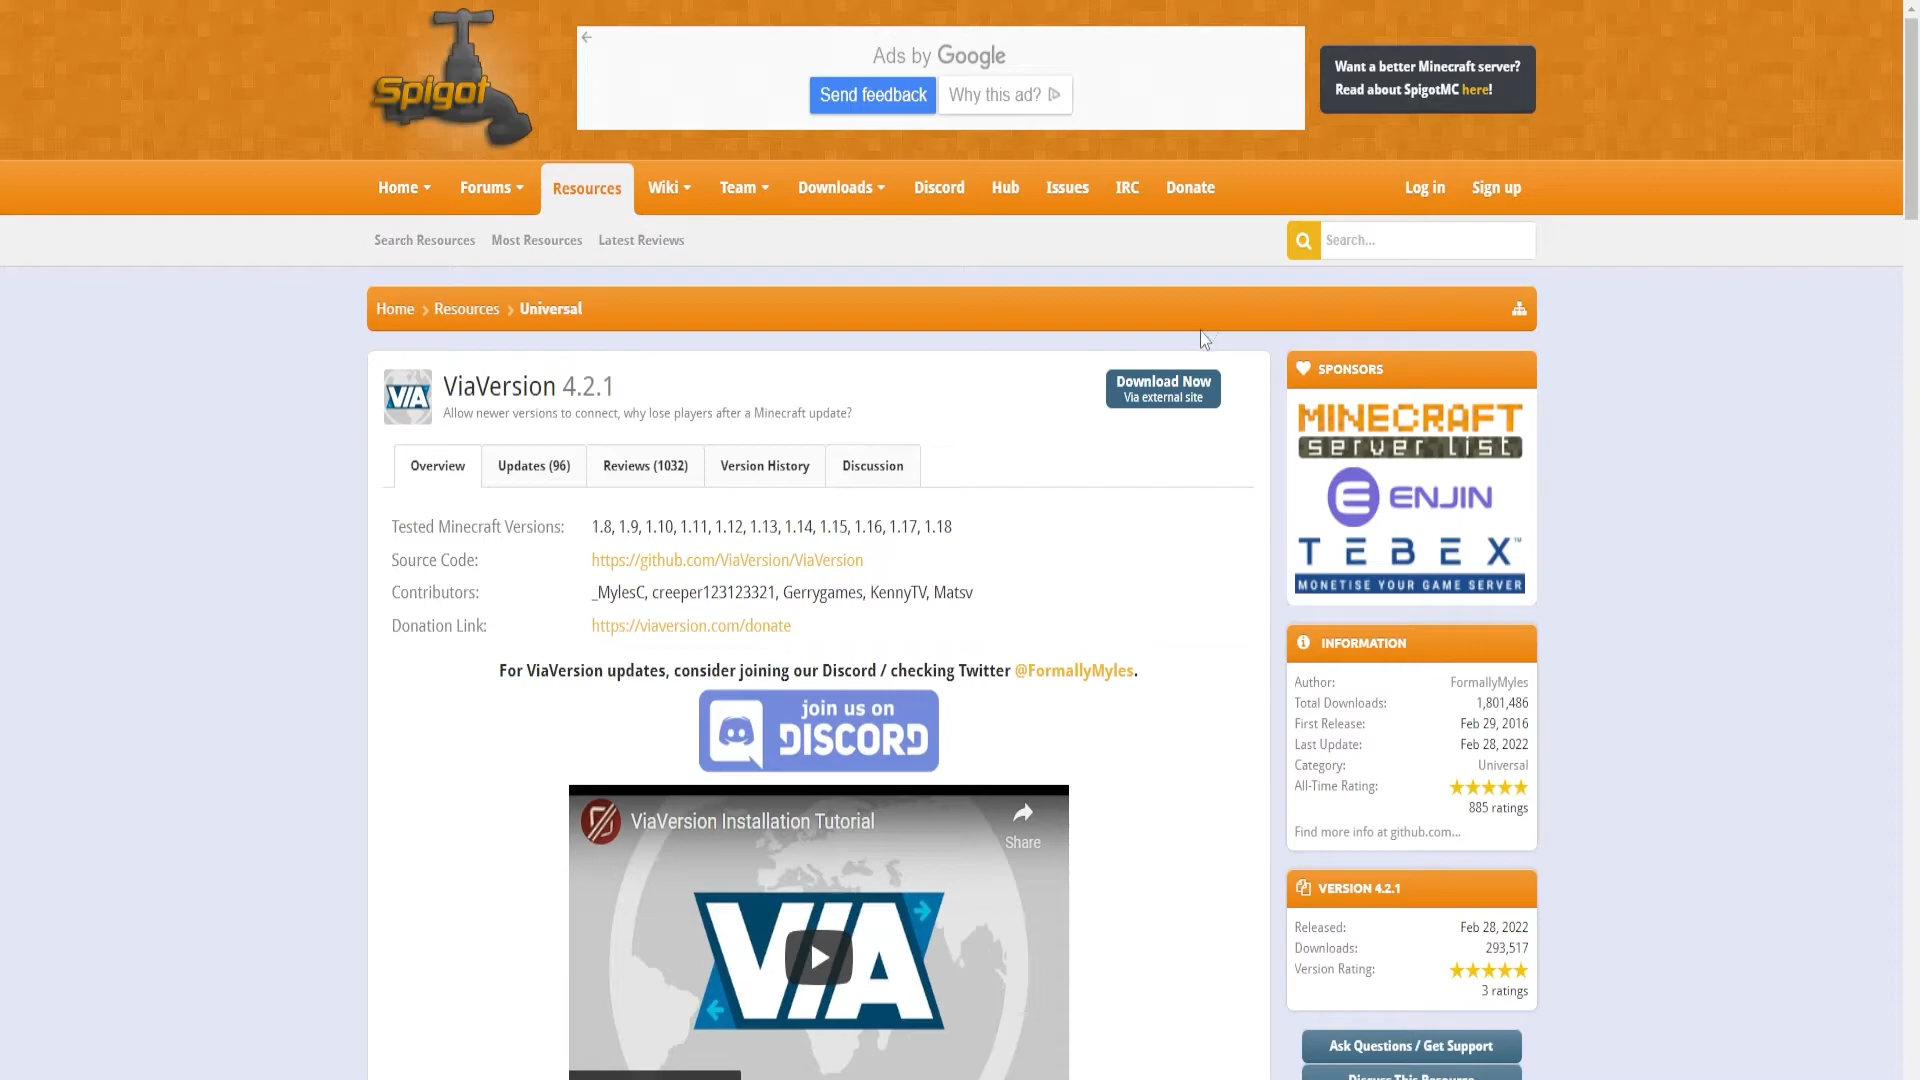 Spigot
Ads by Google
Send feedback
Why this ad?
Want a better Minecraft server?
Read about SpigotMC here!
Home
Forums
Resources
Wiki
Team
Downloads
Discord
Hub
Issues
IRC
Donate
Log in
Sign up
Search Resources
Most Resources
Latest Reviews
Search...
Home
Resources
Universal
VIA
ViaVersion 4.2.1
Allow newer versions to connect, why lose players after a Minecraft update?
Download Now
Via external site
Overview
Updates (96)
Reviews (1032)
Version History
Discussion
Tested Minecraft Versions: 1.8, 1.9, 1.10, 1.11, 1.12, 1.13, 1.14, 1.15, 1.16, 1.17, 1.18
Source Code: https://github.com/ViaVersion/ViaVersion
Contributors: _MylesC, creeper123123321, Gerrygames, KennyTV, Matsv
Donation Link: https://viaversion.com/donate
For ViaVersion updates, consider joining our Discord / checking Twitter @FormallyMyles.
join us on
DISCORD
ViaVersion Installation Tutorial
Share
VIA
SPONSORS
MINECRAFT
server list
ENJIN
TEBEX™
MONETISE YOUR GAME SERVER
INFORMATION
Author: FormallyMyles
Total Downloads: 1,801,486
First Release: Feb 29, 2016
Last Update: Feb 28, 2022
Category: Universal
All-Time Rating:
885 ratings
Find more info at github.com...
VERSION 4.2.1
Released: Feb 28, 2022
Downloads: 293,517
Version Rating:
3 ratings
Ask Questions / Get Support
Discuss This Resource